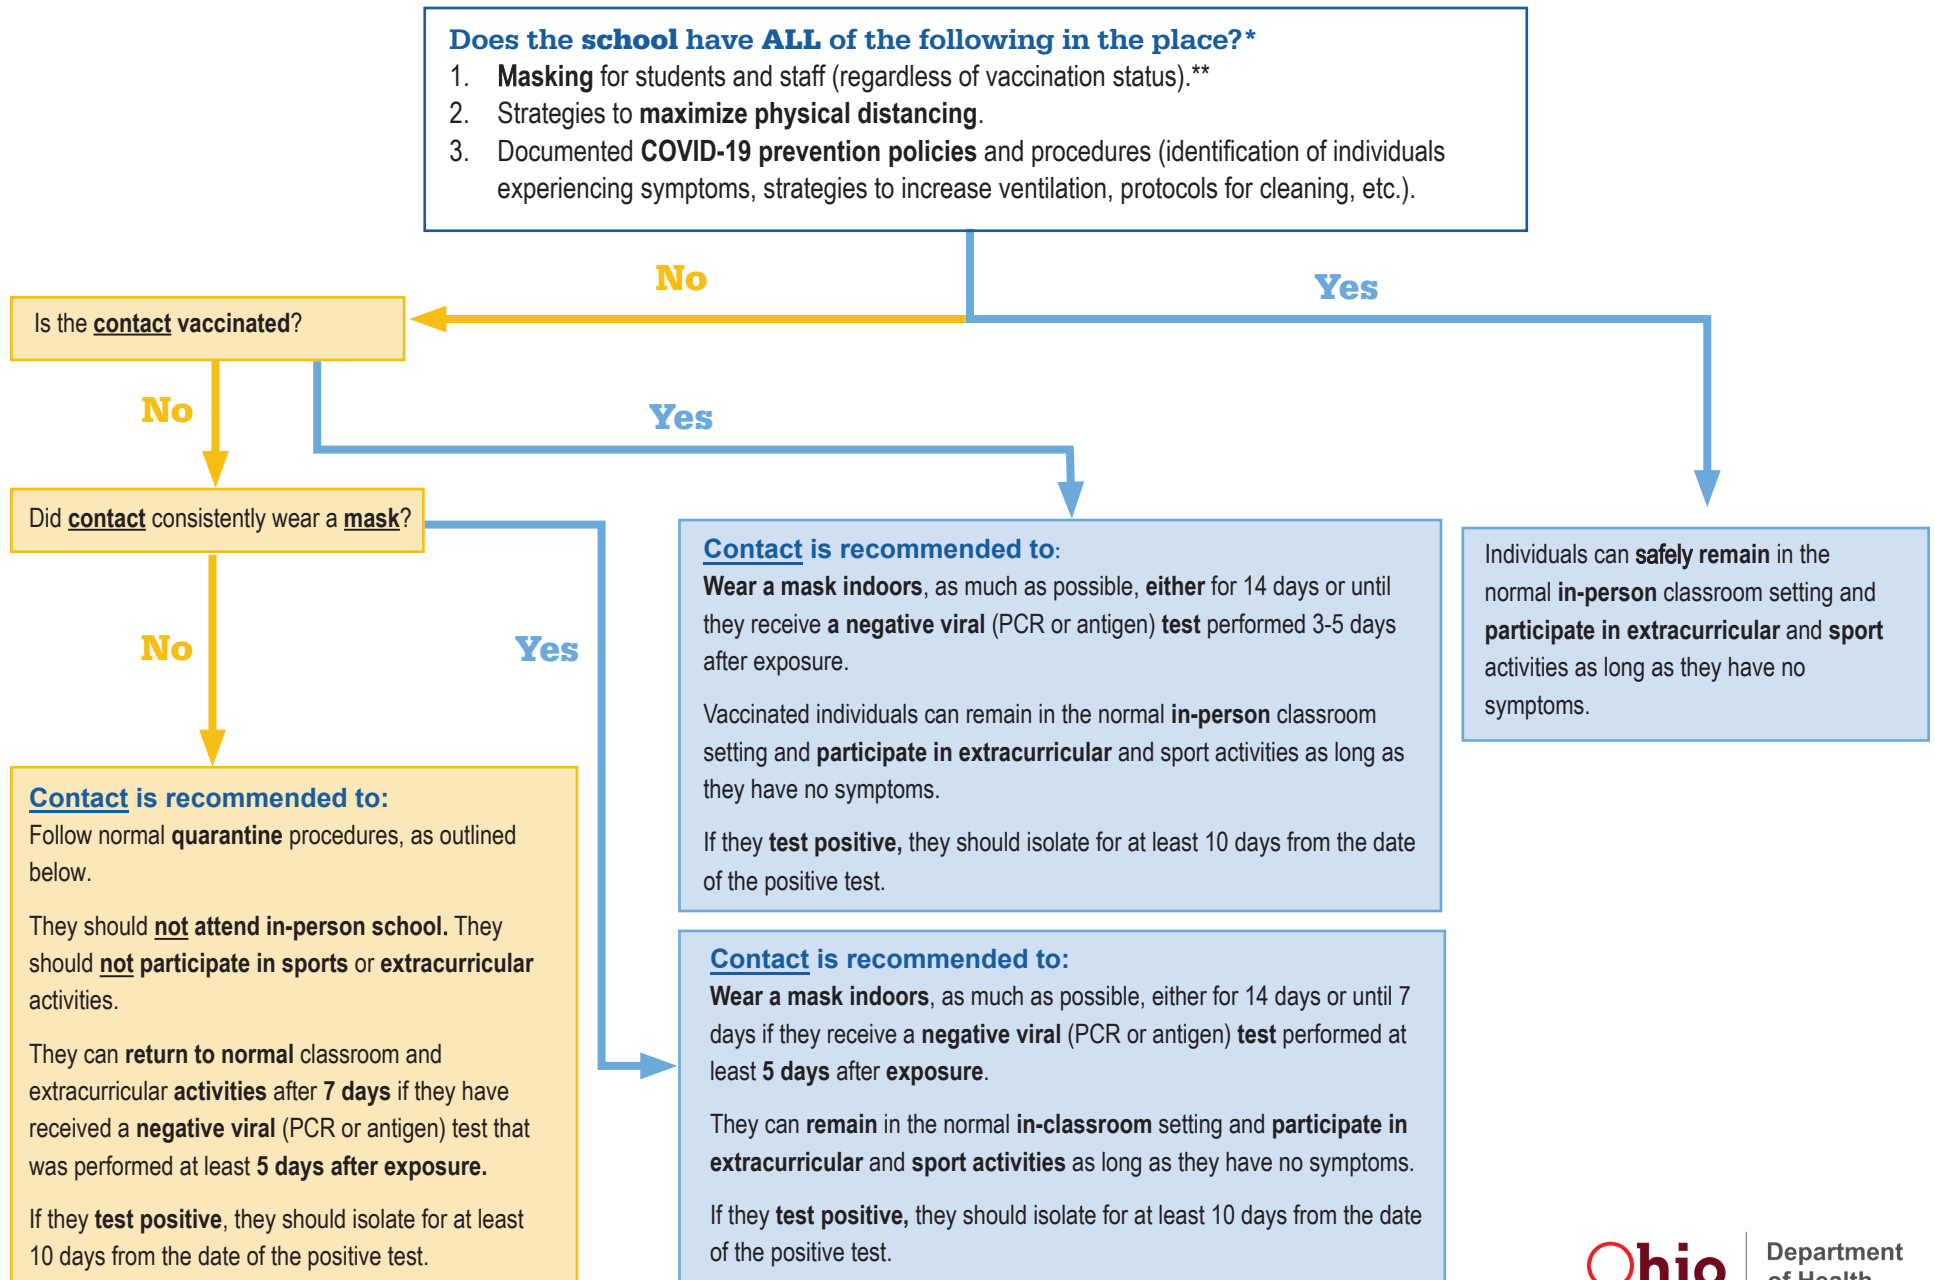 Does the school have ALL of the following in the place?*
1. Masking for students and staff (regardless of vaccination status).**
2. Strategies to maximize physical distancing.
3. Documented COVID-19 prevention policies and procedures (identification of individuals
experiencing symptoms, strategies to increase ventilation, protocols for cleaning, etc.).
No
Yes
Is the contact vaccinated?
No
Yes
Did contact consistently wear a mask?
No
Yes
Contact is recommended to:
Wear a mask indoors, as much as possible, either for 14 days or until
they receive a negative viral (PCR or antigen) test performed 3-5 days
after exposure.
Vaccinated individuals can remain in the normal in-person classroom
setting and participate in extracurricular and sport activities as long as
they have no symptoms.
If they test positive, they should isolate for at least 10 days from the date
of the positive test.
Individuals can safely remain in the
normal in-person classroom setting and
participate in extracurricular and sport
activities as long as they have no
symptoms.
Contact is recommended to:
Follow normal quarantine procedures, as outlined
below.
They should not attend in-person school. They
should not participate in sports or extracurricular
activities.
They can return to normal classroom and
extracurricular activities after 7 days if they have
received a negative viral (PCR or antigen) test that
was performed at least 5 days after exposure.
If they test positive, they should isolate for at least
10 days from the date of the positive test.
Contact is recommended to:
Wear a mask indoors, as much as possible, either for 14 days or until 7
days if they receive a negative viral (PCR or antigen) test performed at
least 5 days after exposure.
They can remain in the normal in-classroom setting and participate in
extracurricular and sport activities as long as they have no symptoms.
If they test positive, they should isolate for at least 10 days from the date
of the positive test.
Ohio
Department
of Health